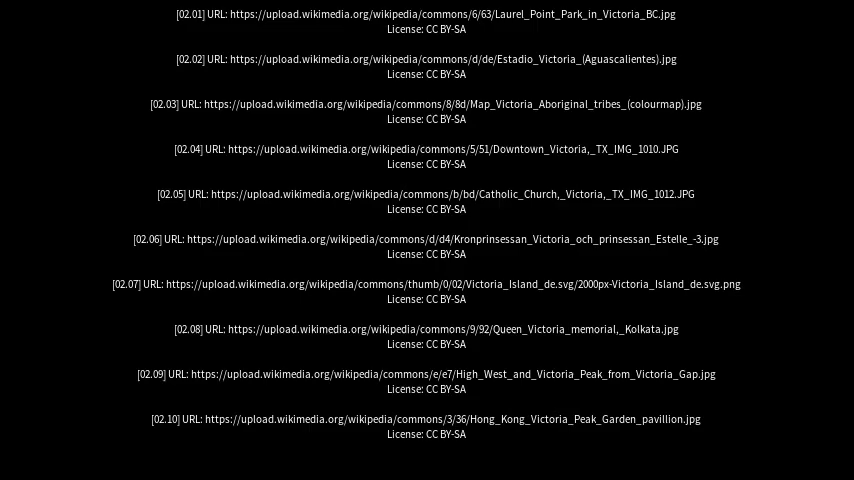 [02.01] URL: https://upload.wikimedia.org/wikipedia/commons/6/63/Laurel_Point_Park_in_Victoria_BC.jpg
License: CC BY-SA
[02.02] URL: https://upload.wikimedia.org/wikipedia/commons/d/de/Estadio_Victoria_(Aguascalientes).jpg
License: CC BY-SA
[02.03] URL: https://upload.wikimedia.org/wikipedia/commons/8/8d/Map_Victoria_Aboriginal_tribes_(colourmap).jpg
License: CC BY-SA
[02.04] URL: https://upload.wikimedia.org/wikipedia/commons/5/51/Downtown_Victoria,_TX_IMG_1010.JPG
License: CC BY-SA
[02.05] URL: https://upload.wikimedia.org/wikipedia/commons/b/bd/Catholic_Church,_Victoria,_TX_IMG_1012.JPG
License: CC BY-SA
[02.06] URL: https://upload.wikimedia.org/wikipedia/commons/d/d4/Kronprinsessan_Victoria_och_prinsessan_Estelle_-3.jpg
License: CC BY-SA
[02.07] URL: https://upload.wikimedia.org/wikipedia/commons/thumb/0/02/Victoria_Island_de.svg/2000px-Victoria_Island_de.svg.png
License: CC BY-SA
[02.08] URL: https://upload.wikimedia.org/wikipedia/commons/9/92/Queen_Victoria_memorial,_Kolkata.jpg
License: CC BY-SA
[02.09] URL: https://upload.wikimedia.org/wikipedia/commons/e/e7/High_West_and_Victoria_Peak_from_Victoria_Gap.jpg
License: CC BY-SA
[02.10] URL: https://upload.wikimedia.org/wikipedia/commons/3/36/Hong_Kong_Victoria_Peak_Garden_pavillion.jpg
License: CC BY-SA